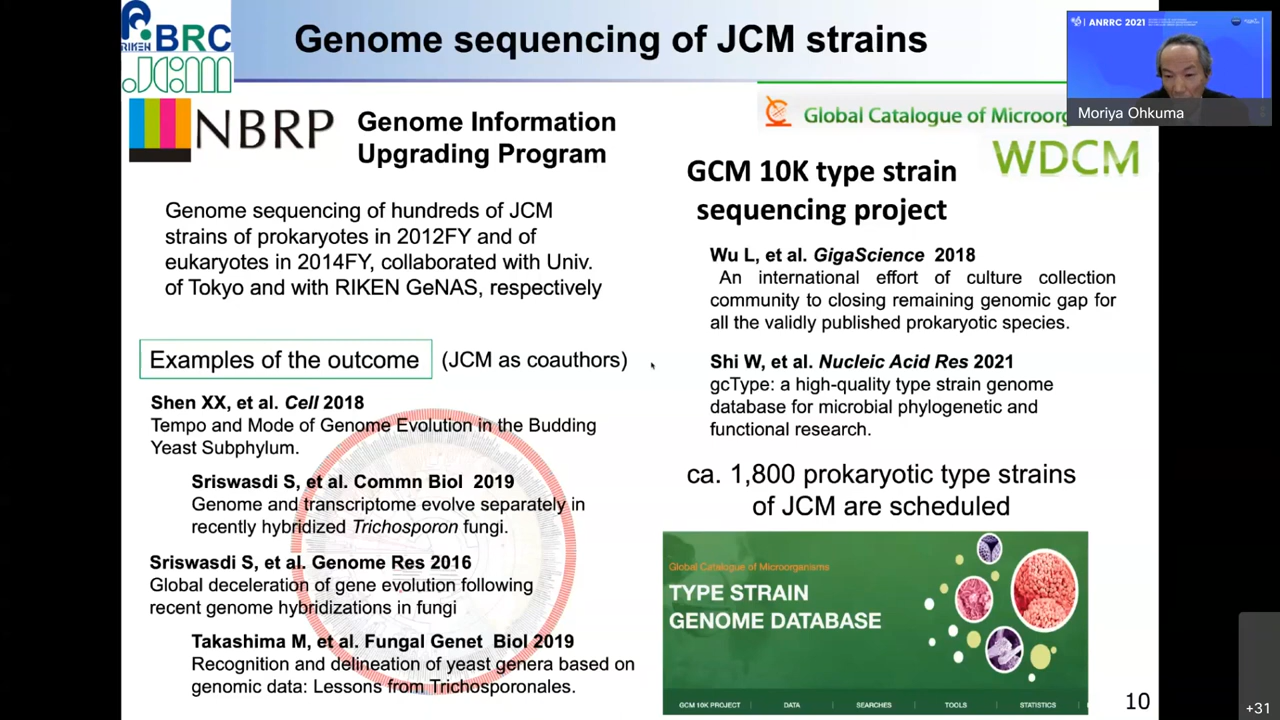 RIKEN BRC
JCM
Genome sequencing of JCM strains
ANRRC 2021
Moriya Ohkuma
NBRP
Genome Information
Upgrading Program
Genome sequencing of hundreds of JCM
strains of prokaryotes in 2012FY and of
eukaryotes in 2014FY, collaborated with Univ.
of Tokyo and with RIKEN GeNAS, respectively
Examples of the outcome (JCM as coauthors)
Shen XX, et al. Cell 2018
Tempo and Mode of Genome Evolution in the Budding
Yeast Subphylum.
Sriswasdi S, et al. Commn Biol 2019
Genome and transcriptome evolve separately in
recently hybridized Trichosporon fungi.
Sriswasdi S, et al. Genome Res 2016
Global deceleration of gene evolution following
recent genome hybridizations in fungi
Takashima M, et al. Fungal Genet Biol 2019
Recognition and delineation of yeast genera based on
genomic data: Lessons from Trichosporonales.
Global Catalogue of Microorg
WDCM
GCM 10K type strain
sequencing project
Wu L, et al. GigaScience 2018
An international effort of culture collection
community to closing remaining genomic gap for
all the validly published prokaryotic species.
Shi W, et al. Nucleic Acid Res 2021
gcType: a high-quality type strain genome
database for microbial phylogenetic and
functional research.
ca. 1,800 prokaryotic type strains
of JCM are scheduled
Global Catalogue of Microorganisms
TYPE STRAIN
GENOME DATABASE
GCM 10K PROJECT DATA SEARCHES TOOLS STATISTICS
10
+31